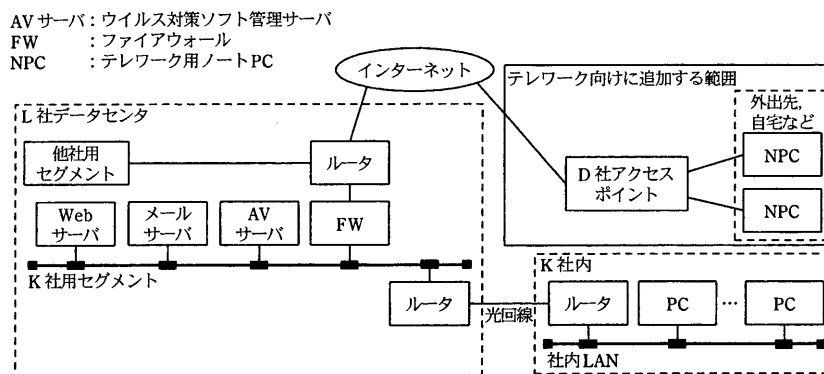 AVサーバ：ウイルス対策ソフト管理サーバ
FW　　：ファイアウォール
NPC　：テレワーク用ノートPC
インターネット
テレワーク向けに追加する範囲
外出先,
自宅など
NPC
NPC
D社アクセス
ポイント
L社データセンタ
他社用
セグメント
ルータ
Web
サーバ
メール
サーバ
AV
サーバ
FW
K社用セグメント
ルータ
光回線
K社内
ルータ
PC
…
PC
社内LAN